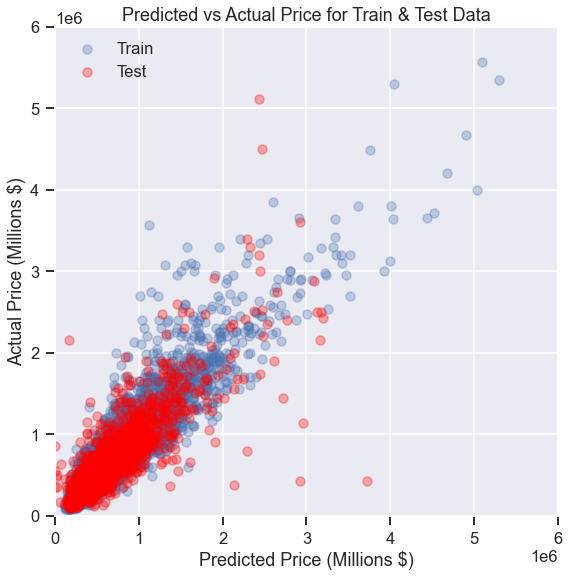 Predicted vs Actual Price for Train & Test Data
1e6
6
Train
Test
5
4
3
2
1
0
Actual Price (Millions $)
0 1 2 3 4 5 6
Predicted Price (Millions $)
1e6